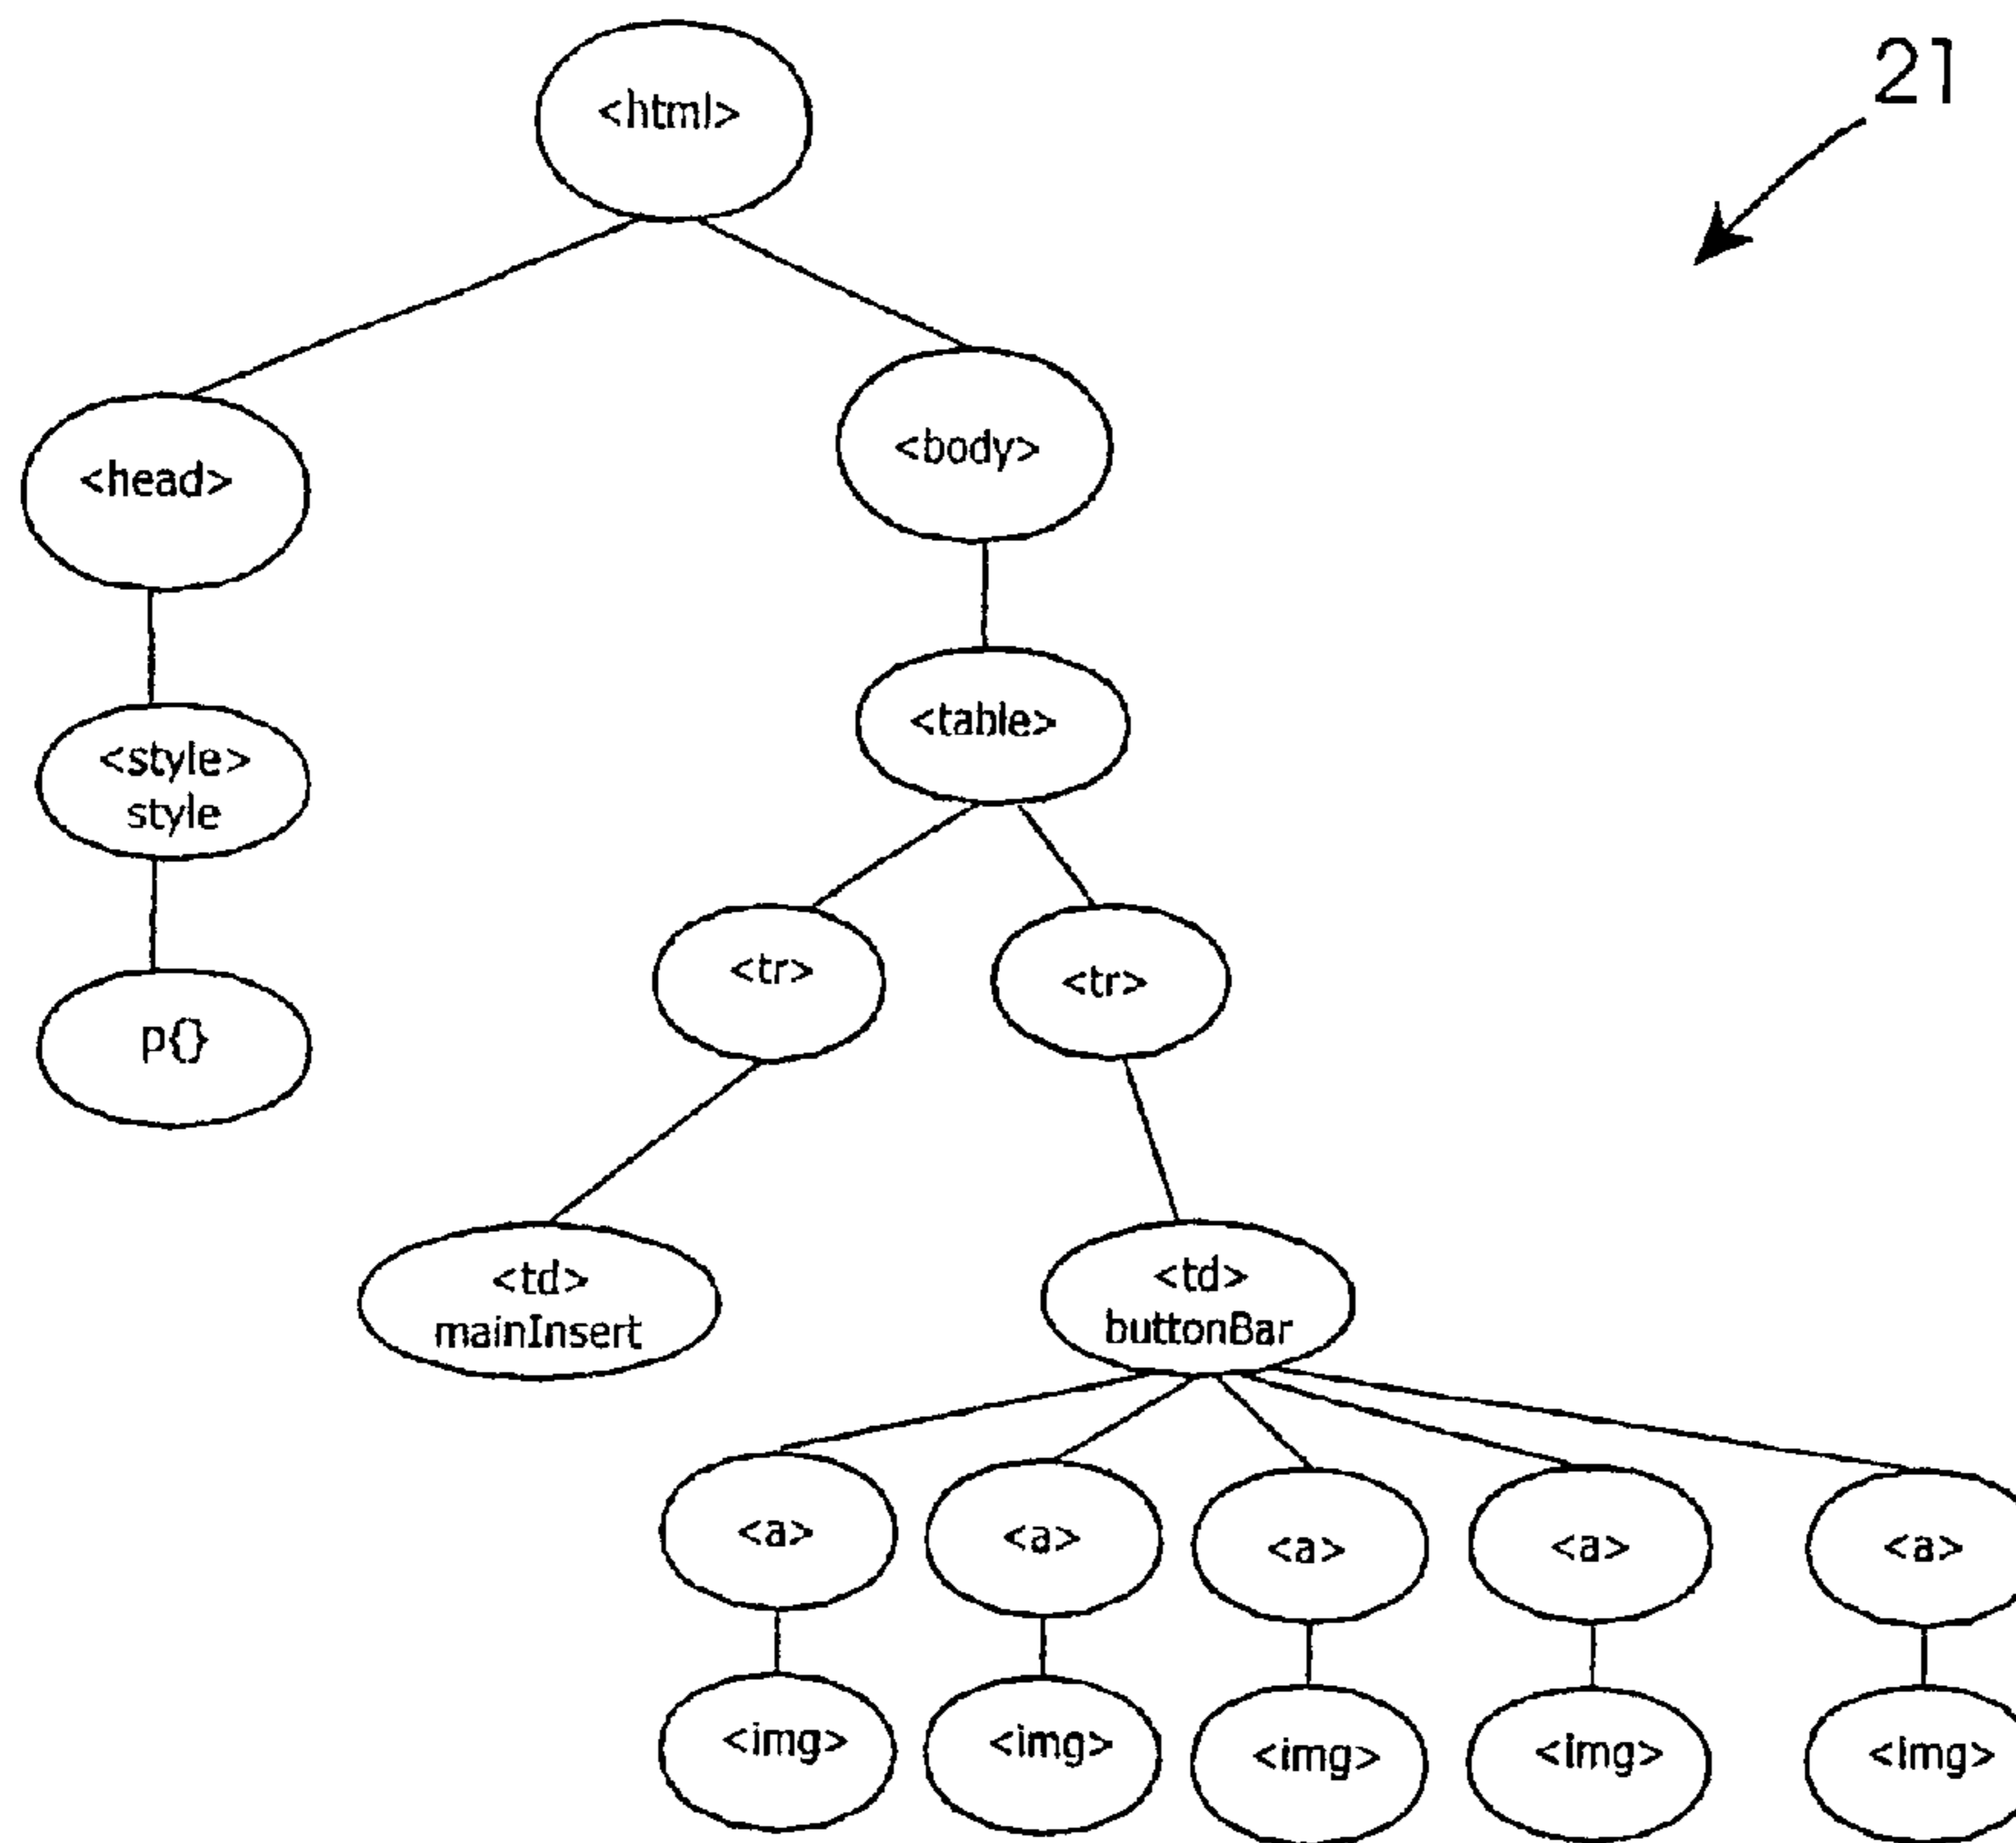 <html>
21
<head>
<body>
<style>
style
<table>
p{}
<tr>
<tr>
<td>
mainInsert
<td>
buttonBar
<a>
<a>
<a>
<a>
<a>
<img>
<img>
<img>
<img>
<img>